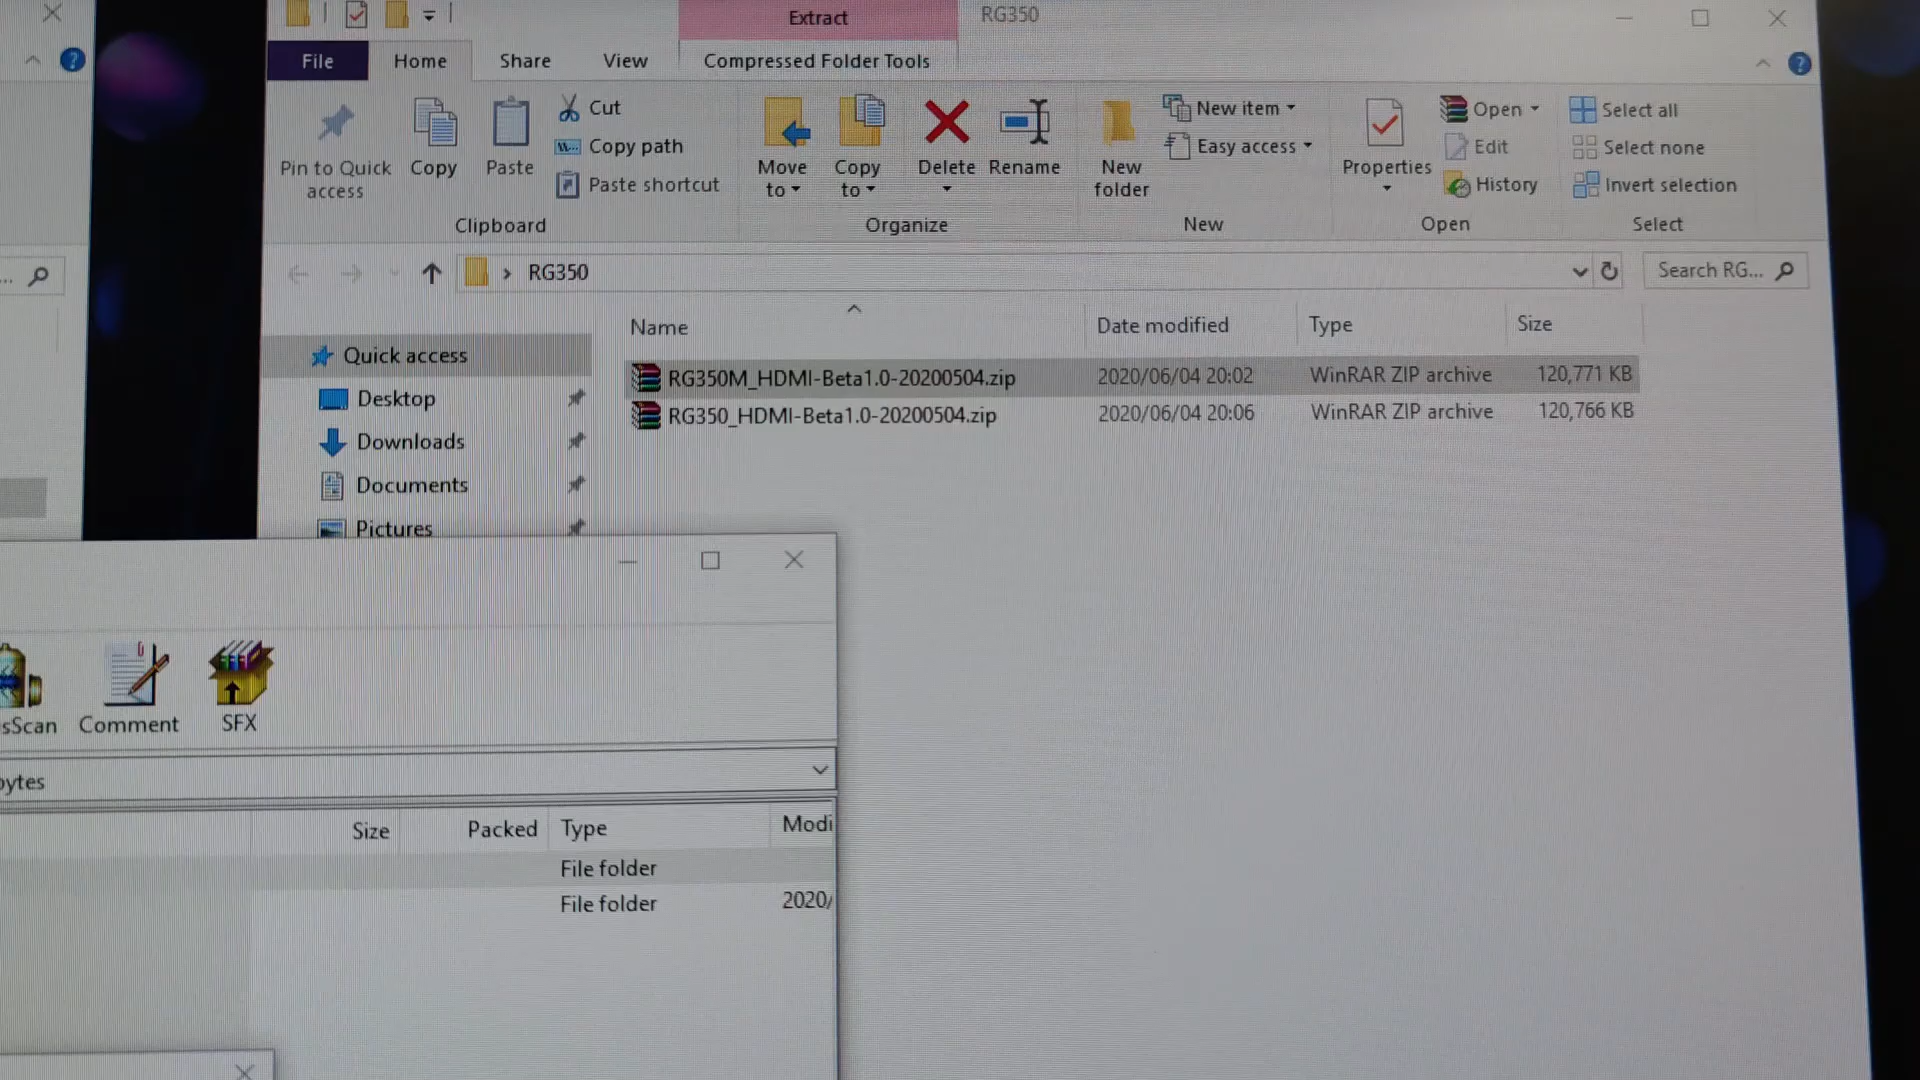 Extract
RG350
File
Home
Share
View
Compressed Folder Tools
Pin to Quick
access
Copy
Paste
Cut
Copy path
Paste shortcut
Clipboard
Move
to
Copy
to
Delete
Rename
Organize
New
folder
New item
Easy access
New
Properties
Open
Edit
History
Open
Select all
Select none
Invert selection
Select
RG350
Search RG...
Name
Date modified
Type
Size
Quick access
Desktop
Downloads
Documents
Pictures
RG350M_HDMI-Beta1.0-20200504.zip 2020/06/04 20:02 WinRAR ZIP archive 120,771 KB
RG350_HDMI-Beta1.0-20200504.zip 2020/06/04 20:06 WinRAR ZIP archive 120,766 KB
sScan
Comment
SFX
bytes
Size
Packed
Type
Modi
File folder
File folder
2020/